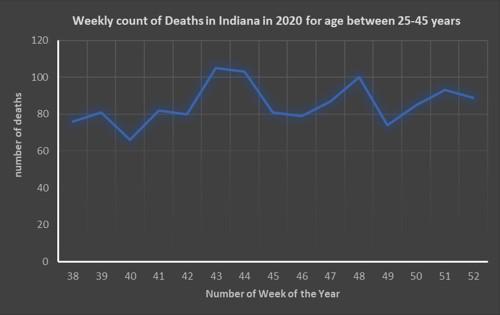 Weekly count of Deaths in Indiana in 2020 for age between 25-45 years
120
100
80
60
40
20
0
number of deaths
38 39 40 41 42 43 44 45 46 47 48 49 50 51 52
Number of Week of the Year